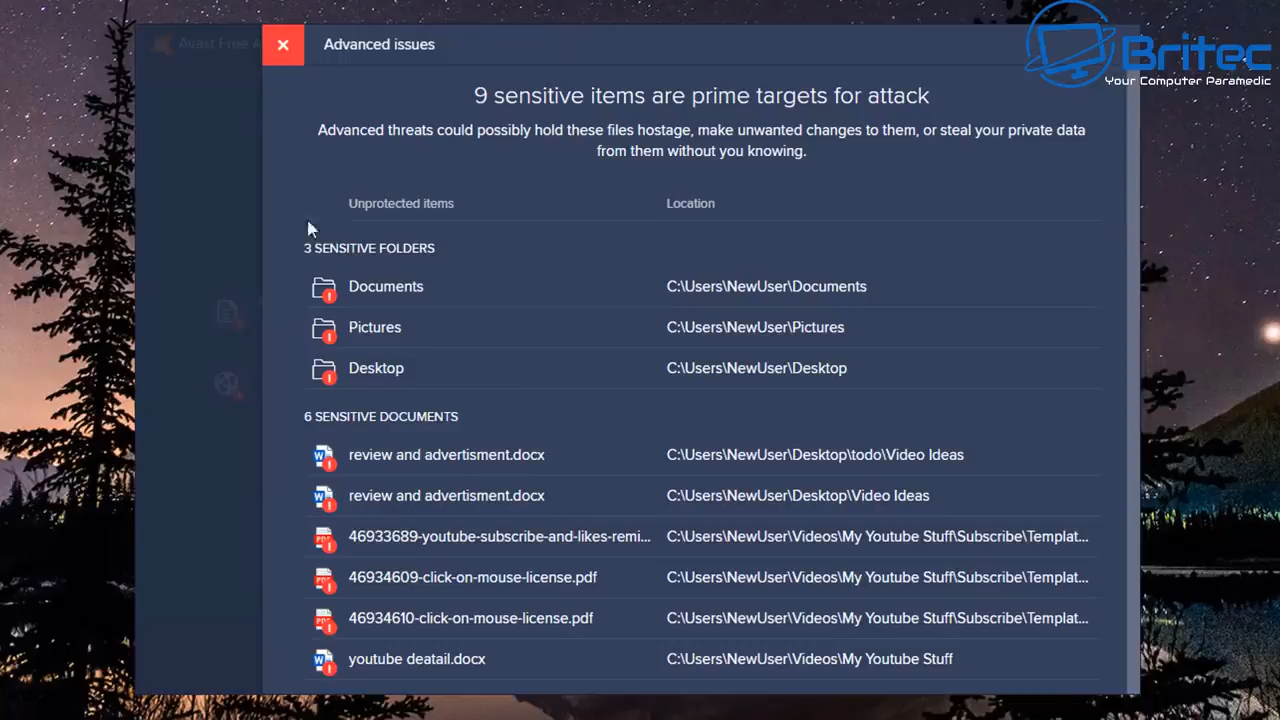 Avast Free A
Advanced issues
Britec
Your Computer Paramedic
9 sensitive items are prime targets for attack
Advanced threats could possibly hold these files hostage, make unwanted changes to them, or steal your private data
from them without you knowing.
Unprotected items Location
3 SENSITIVE FOLDERS
Documents C:\Users\NewUser\Documents
Pictures C:\Users\NewUser\Pictures
Desktop C:\Users\NewUser\Desktop
6 SENSITIVE DOCUMENTS
review and advertisment.docx C:\Users\NewUser\Desktop\todo\Video Ideas
review and advertisment.docx C:\Users\NewUser\Desktop\Video Ideas
46933689-youtube-subscribe-and-likes-remi... C:\Users\NewUser\Videos\My Youtube Stuff\Subscribe\Templat...
46934609-click-on-mouse-license.pdf C:\Users\NewUser\Videos\My Youtube Stuff\Subscribe\Templat...
46934610-click-on-mouse-license.pdf C:\Users\NewUser\Videos\My Youtube Stuff\Subscribe\Templat...
youtube deatail.docx C:\Users\NewUser\Videos\My Youtube Stuff